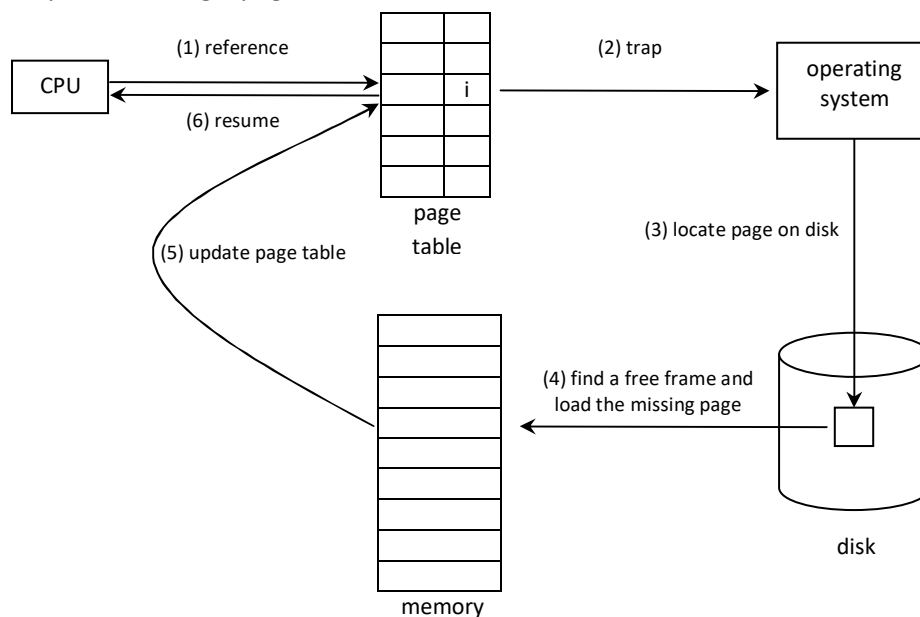 (1) reference
(2) trap
CPU
i
operating
system
(6) resume
page
table
(3) locate page on disk
(5) update page table
(4) find a free frame and
load the missing page
disk
memory